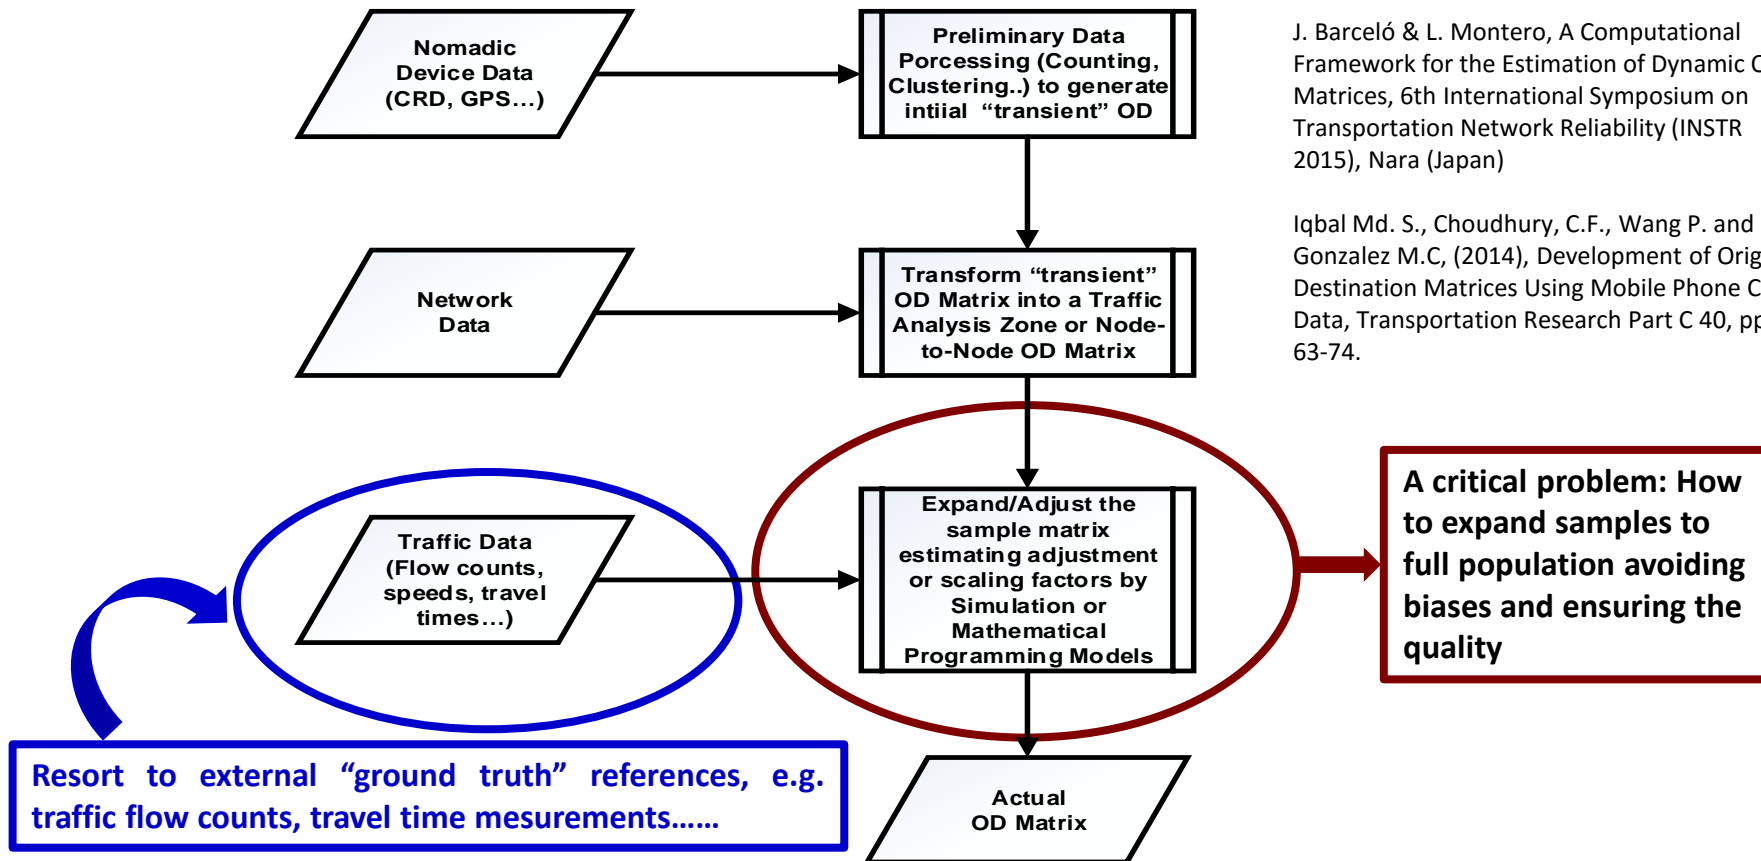 Nomadic
Device Data
(CRD, GPS...)
Preliminary Data
Porcessing (Counting,
Clustering..) to generate
intiial “transient” OD
J. Barceló & L. Montero, A Computational
Framework for the Estimation of Dynamic
Matrices, 6th International Symposium on
Transportation Network Reliability (INSTR
2015), Nara (Japan)
Iqbal Md. S., Choudhury, C.F., Wang P. and
Gonzalez M.C, (2014), Development of
Destination Matrices Using Mobile Phone
Data, Transportation Research Part C 40,
63-74.
Network
Data
Transform “transient”
OD Matrix into a Traffic
Analysis Zone or Node-
to-Node OD Matrix
Traffic Data
(Flow counts,
speeds, travel
times...)
Expand/Adjust the
sample matrix
estimating adjustment
or scaling factors by
Simulation or
Mathematical
Programming Models
A critical problem: How
to expand samples to
full population avoiding
biases and ensuring the
quality
Resort to external “ground truth” references, e.g.
traffic flow counts, travel time mesurements......
Actual
OD Matrix